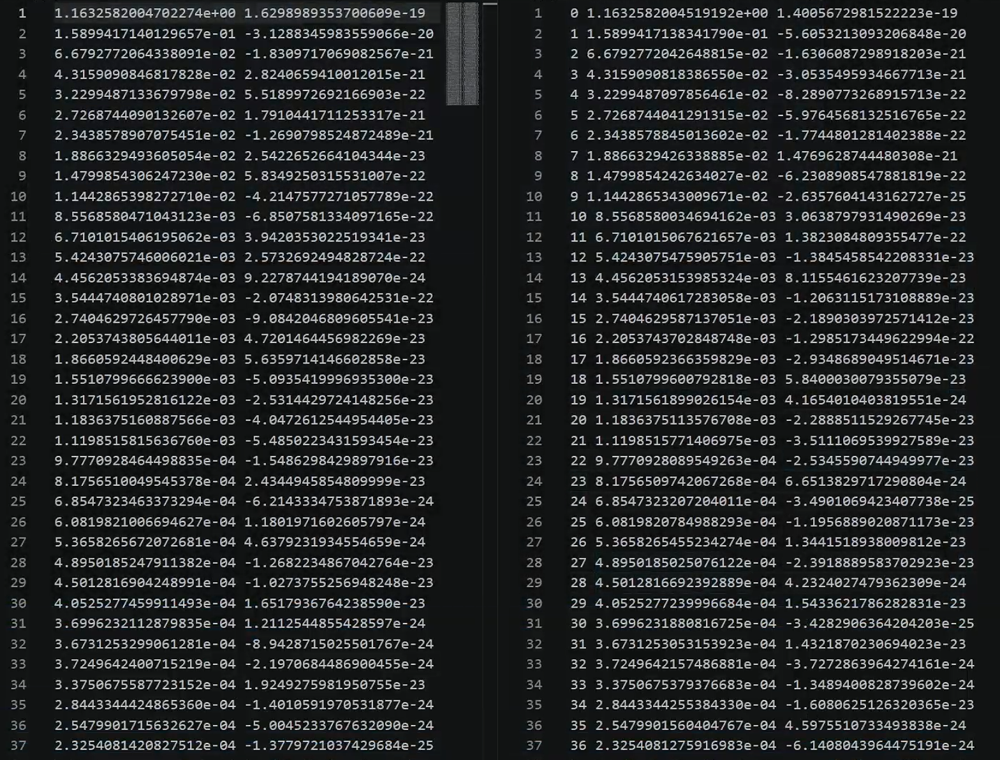 1 1.1632582004702274e+00 1.6298989353700609e-19
2 1.5899417140129657e-01 -3.1288345983559066e-20
3 6.6792772064338091e-02 -1.8309717069082567e-21
4 4.3159090846817828e-02 2.8240659410012015e-21
5 3.2299487133679798e-02 5.5189972692166903e-22
6 2.7268744090132607e-02 1.7910441711253317e-21
7 2.3438578907075451e-02 -1.2690798524872489e-21
8 1.8866329493605054e-02 2.5422652664104344e-23
9 1.4799854306247230e-02 5.8349250315531007e-22
10 1.1442865398272710e-02 -4.2147577271057789e-22
11 8.5568580471043123e-03 -6.8507581334097165e-22
12 6.7101015406195062e-03 3.9420353022519341e-23
13 5.4243075746006021e-03 2.5732692494828724e-22
14 4.4562053383694874e-03 9.2278744194189070e-24
15 3.5444740801028971e-03 -2.0748313980642531e-22
16 2.7404629726457790e-03 -9.0842046809605541e-23
17 2.2053743805644011e-03 4.7201464456982269e-23
18 1.8660592448400629e-03 5.6359714146602858e-23
19 1.5510799666623900e-03 -5.0935419996935300e-23
20 1.3171561952816122e-03 -2.5314429724148256e-23
21 1.1836375160887566e-03 -4.0472612544954405e-23
22 1.1198515815636760e-03 -5.4850223431593454e-23
23 9.7770928464498835e-04 -1.5486298429897916e-23
24 8.1756510049545378e-04 2.4344945854809999e-23
25 6.8547323463373294e-04 -6.2143334753871893e-24
26 6.0819821006694627e-04 1.1801971602605797e-24
27 5.3658265672072681e-04 4.6379231934554659e-24
28 4.8950185247911382e-04 -1.2682234867042764e-23
29 4.5012816904248991e-04 -1.0273755256948248e-23
30 4.0525277459911493e-04 1.6517936764238590e-23
31 3.6996232112879835e-04 1.2112544855428597e-24
32 3.6731253299061281e-04 -8.9428715025501767e-24
33 3.7249642400715219e-04 -2.1970684486900455e-24
34 3.3750675587723152e-04 1.9249275981950755e-23
35 2.8443344424865360e-04 -1.4010591970531877e-24
36 2.5479901715632627e-04 -5.0045233767632090e-24
37 2.3254081420827512e-04 -1.3779721037429684e-25
1 0 1.1632582004519192e+00 1.4005672981522223e-19
2 1 1.5899417138341790e-01 -5.6053213093206848e-20
3 2 6.6792772042648815e-02 -1.6306087298918203e-21
4 3 4.3159090818386550e-02 -3.0535495934667713e-21
5 4 3.2299487097856461e-02 -8.2890773268915713e-22
6 5 2.7268744041291315e-02 -5.9764568132516765e-22
7 6 2.3438578845013602e-02 -1.7744801281402388e-22
8 7 1.8866329426338885e-02 1.4769628744480308e-21
9 8 1.4799854242634027e-02 -6.2308908547881819e-22
10 9 1.1442865343009671e-02 -2.6357604143162727e-25
11 10 8.5568580034694162e-03 3.0638797931490269e-23
12 11 6.7101015067621657e-03 1.3823084809355477e-22
13 12 5.4243075475905751e-03 -1.3845458542208331e-23
14 13 4.4562053153985324e-03 8.1155461623207739e-23
15 14 3.5444740617283058e-03 -1.2063115173108889e-23
16 15 2.7404629587137051e-03 -2.1890303972571412e-23
17 16 2.2053743702848748e-03 -1.2985173449622994e-22
18 17 1.8660592366359829e-03 -2.9348689049514671e-23
19 18 1.5510799600792818e-03 5.8400030079355079e-23
20 19 1.3171561899026154e-03 4.1654010403819551e-24
21 20 1.1836375113576708e-03 -2.2888511529267745e-23
22 21 1.1198515771406975e-03 -3.5111069539927589e-23
23 22 9.7770928089549263e-04 -2.5345590744949977e-23
24 23 8.1756509742067268e-04 6.6513829717290804e-24
25 24 6.8547323207204011e-04 -3.4901069423407738e-25
26 25 6.0819820784988293e-04 -1.1956889020871173e-23
27 26 5.3658265455234274e-04 1.3441518938009812e-23
28 27 4.8950185025076122e-04 -2.3918889583702923e-23
29 28 4.5012816692392889e-04 4.2324027479362309e-24
30 29 4.0525277239996684e-04 1.5433621786282831e-23
31 30 3.6996231880816725e-04 -3.4282906364204203e-25
32 31 3.6731253053153923e-04 1.4321870230694023e-23
33 32 3.7249642157486881e-04 -3.7272863964274161e-24
34 33 3.3750675379376683e-04 -1.3489400828739602e-24
35 34 2.8443344255384330e-04 -1.6080625126320365e-23
36 35 2.5479901560404767e-04 4.5975510733493838e-24
37 36 2.3254081275916983e-04 -6.1408043964475191e-24